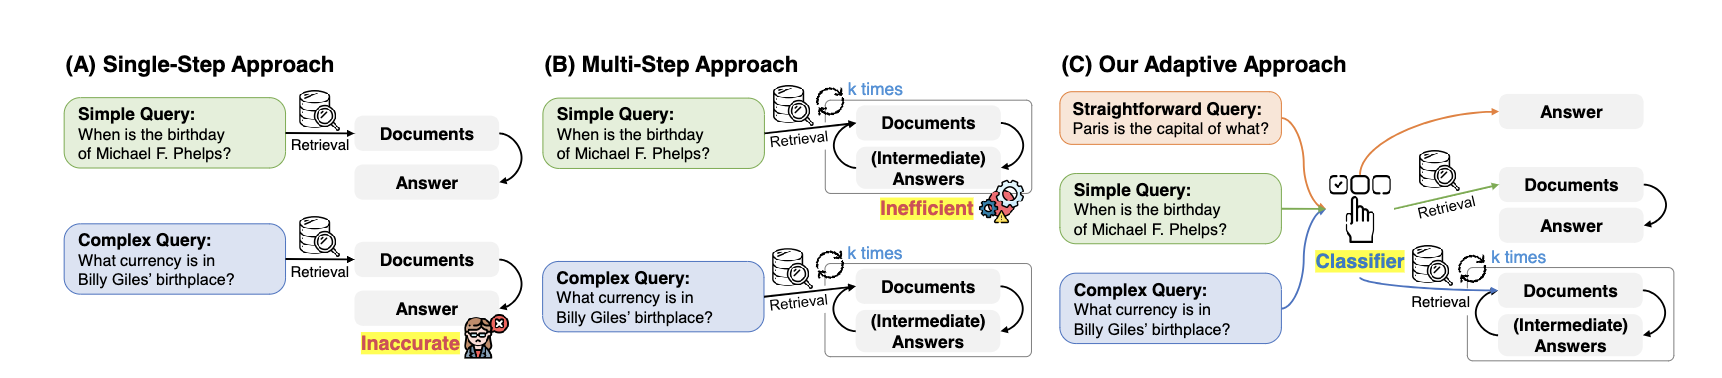 (A) Single-Step Approach
Simple Query:
When is the birthday
of Michael F. Phelps?
Retrieval
Documents
Answer
Complex Query:
What currency is in
Billy Giles’ birthplace?
Retrieval
Documents
Answer
Inaccurate
(B) Multi-Step Approach
Simple Query:
When is the birthday
of Michael F. Phelps?
Retrieval
k times
Documents
(Intermediate)
Answers
Inefficient
Complex Query:
What currency is in
Billy Giles’ birthplace?
Retrieval
k times
Documents
(Intermediate)
Answers
(C) Our Adaptive Approach
Straightforward Query:
Paris is the capital of what?
Simple Query:
When is the birthday
of Michael F. Phelps?
Complex Query:
What currency is in
Billy Giles’ birthplace?
Classifier
Answer
Retrieval
Documents
Answer
Retrieval
k times
Documents
(Intermediate)
Answers